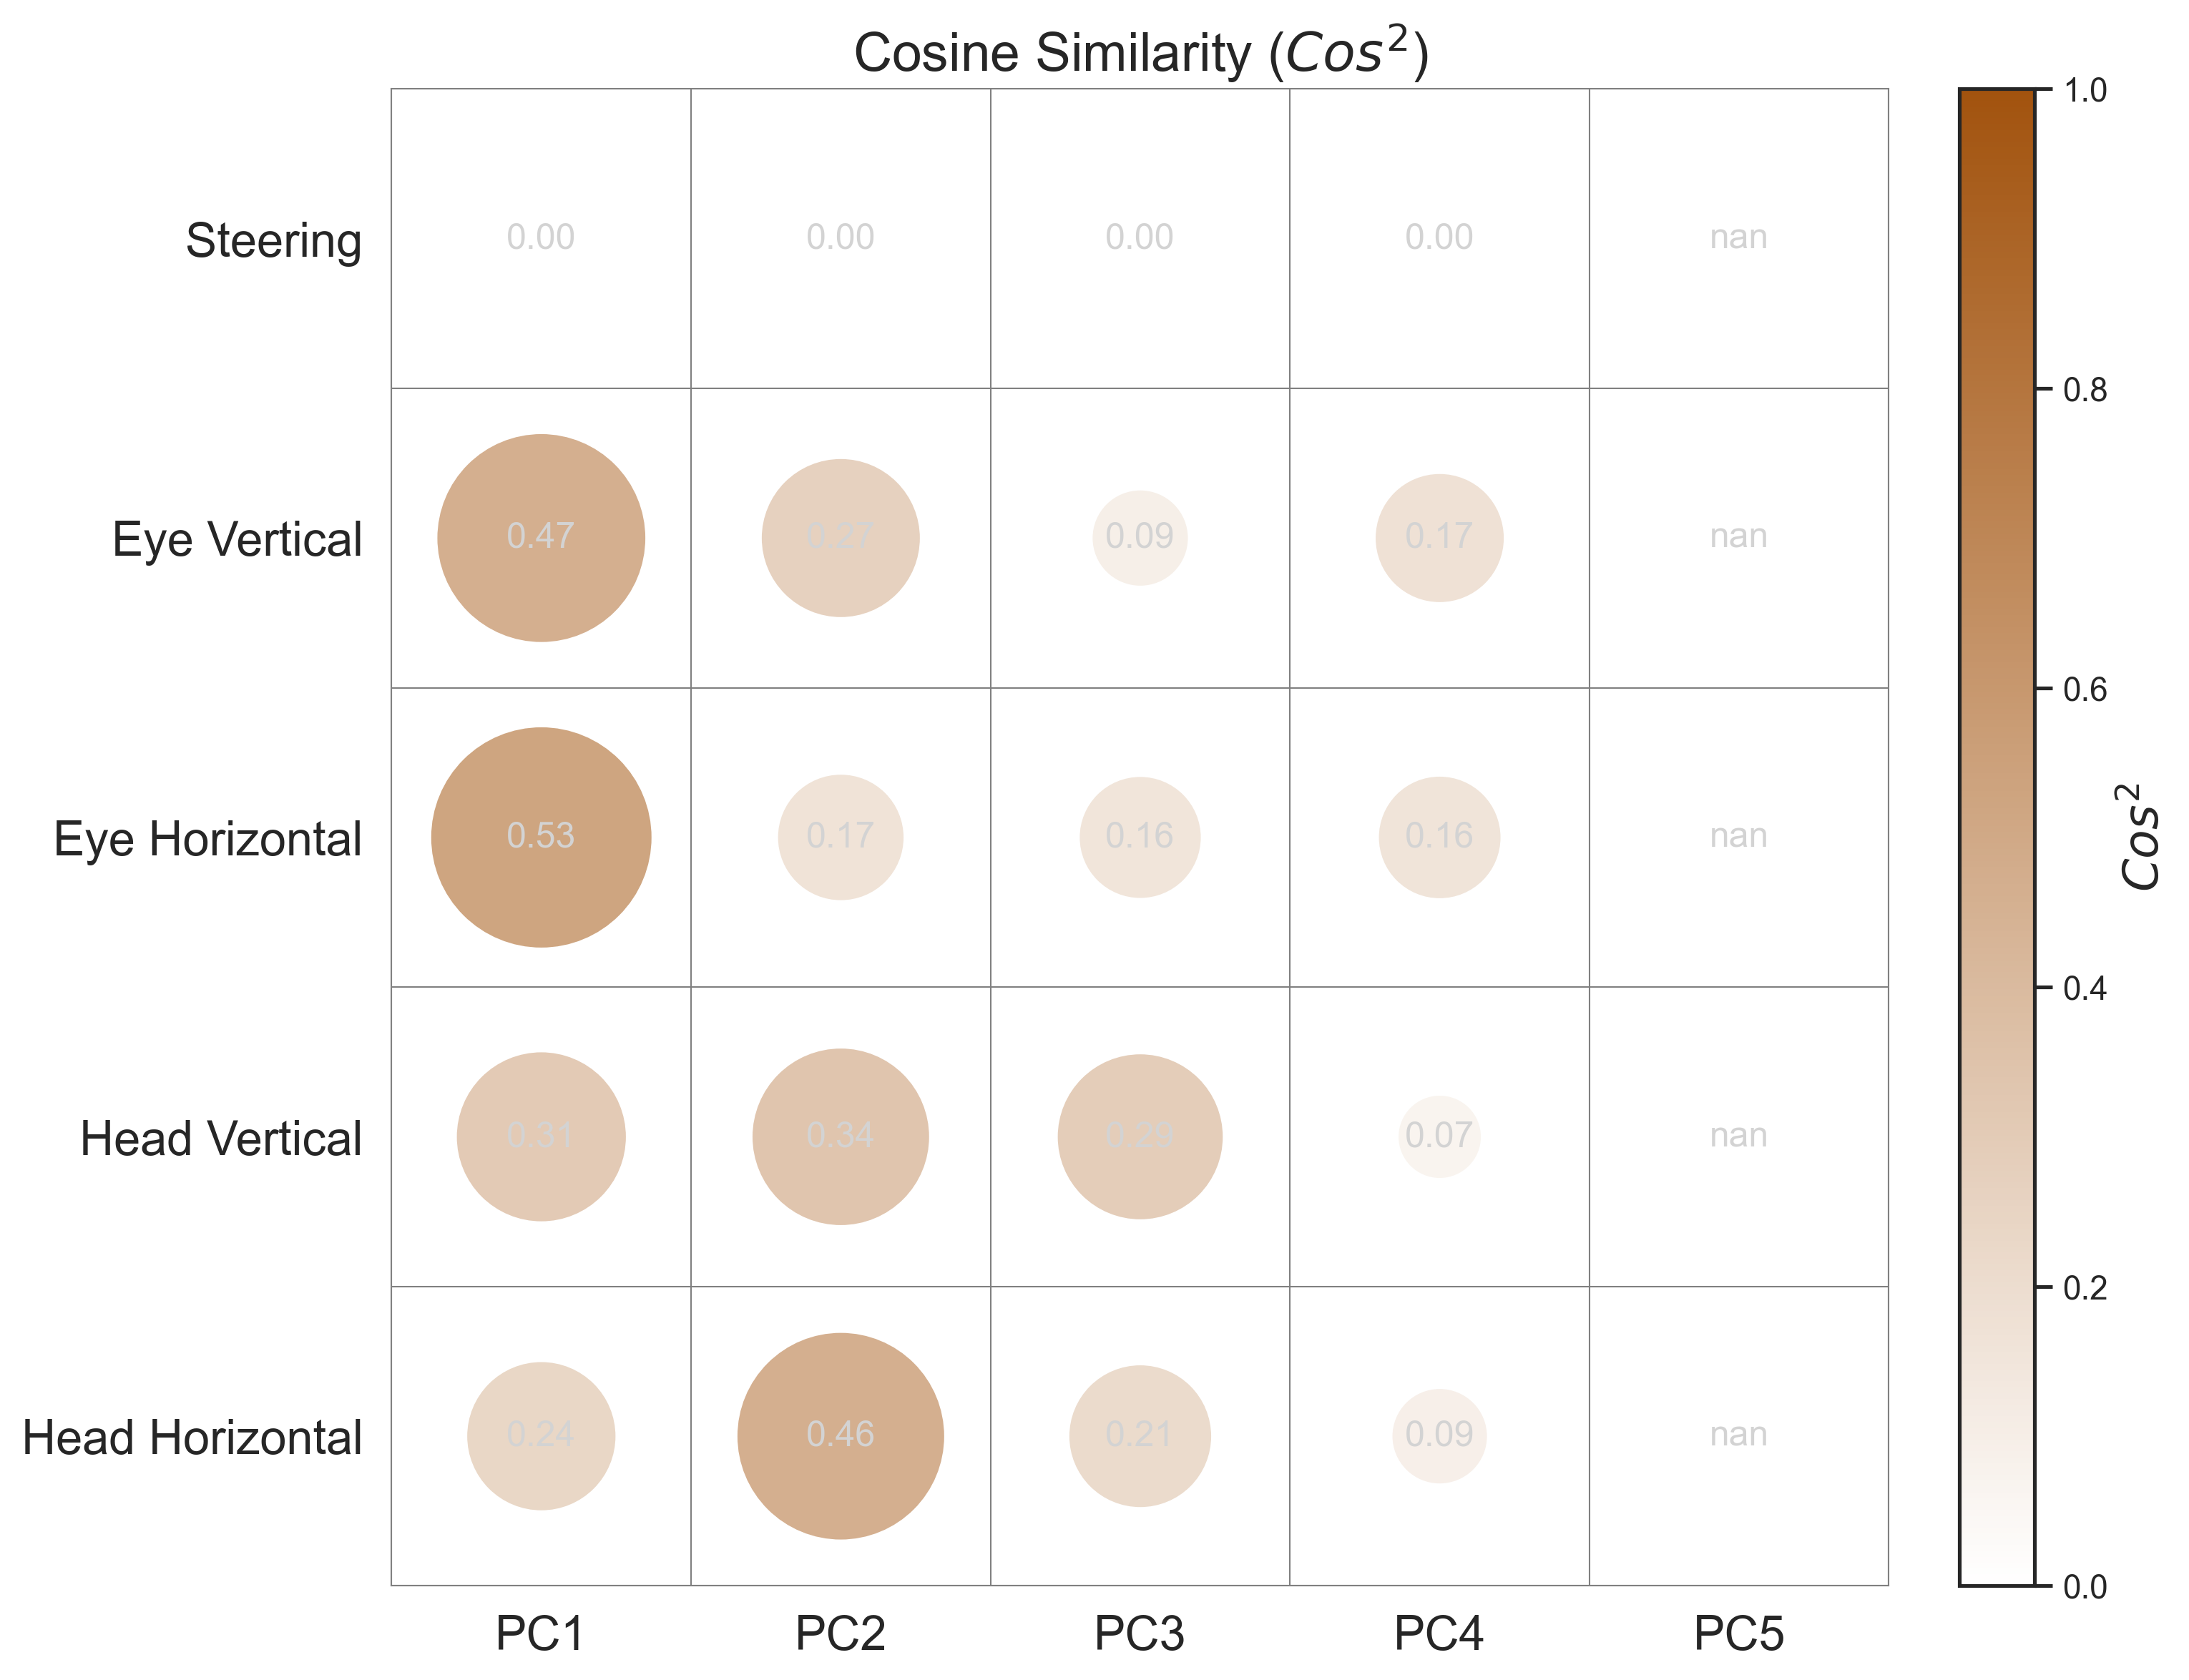 Cosine Similarity (Cos²)
Steering 0.00 0.00 0.00 0.00 nan
Eye Vertical 0.47 0.27 0.09 0.17 nan
Eye Horizontal 0.53 0.17 0.16 0.16 nan
Head Vertical 0.31 0.34 0.29 0.07 nan
Head Horizontal 0.24 0.46 0.21 0.09 nan
PC1 PC2 PC3 PC4 PC5
1.0
0.8
0.6
0.4
0.2
0.0
Cos²